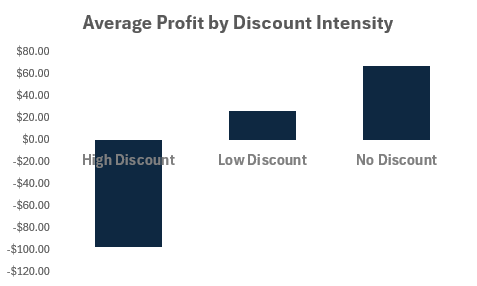 Average Profit by Discount Intensity
$80.00
$60.00
$40.00
$20.00
$0.00
-$20.00
-$40.00
-$60.00
-$80.00
-$100.00
-$120.00
High Discount
Low Discount
No Discount